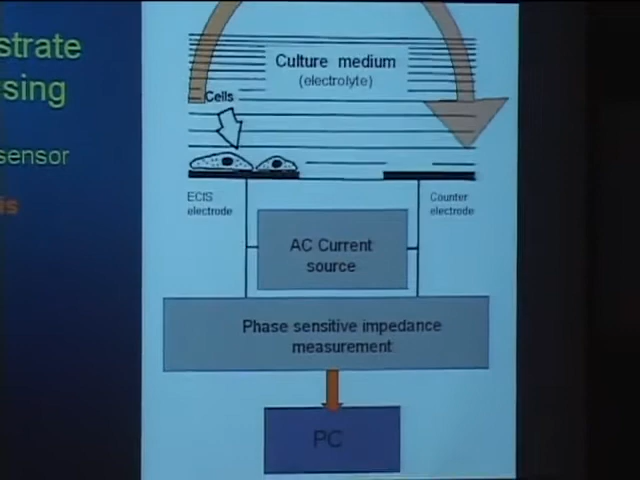 strate
sing
sensor
is
Culture medium
(electrolyte)
Cells
ECIS
electrode
Counter
electrode
AC Current
source
Phase sensitive impedance
measurement
PC